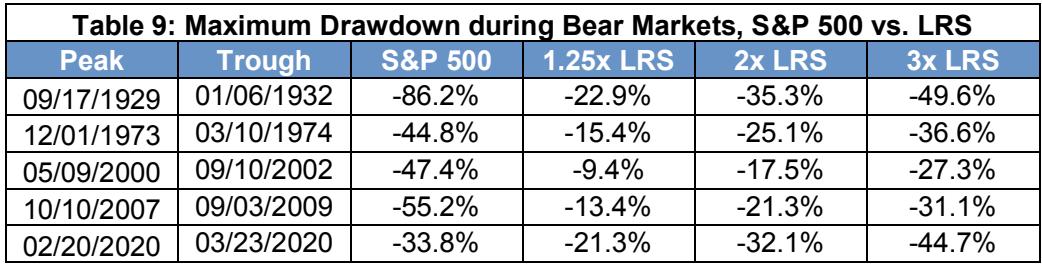 Table 9: Maximum Drawdown during Bear Markets, S&P 500 vs. LRS
Peak Trough S&P 500 1.25x LRS 2x LRS 3x LRS
09/17/1929 01/06/1932 -86.2% -22.9% -35.3% -49.6%
12/01/1973 03/10/1974 -44.8% -15.4% -25.1% -36.6%
05/09/2000 09/10/2002 -47.4% -9.4% -17.5% -27.3%
10/10/2007 09/03/2009 -55.2% -13.4% -21.3% -31.1%
02/20/2020 03/23/2020 -33.8% -21.3% -32.1% -44.7%